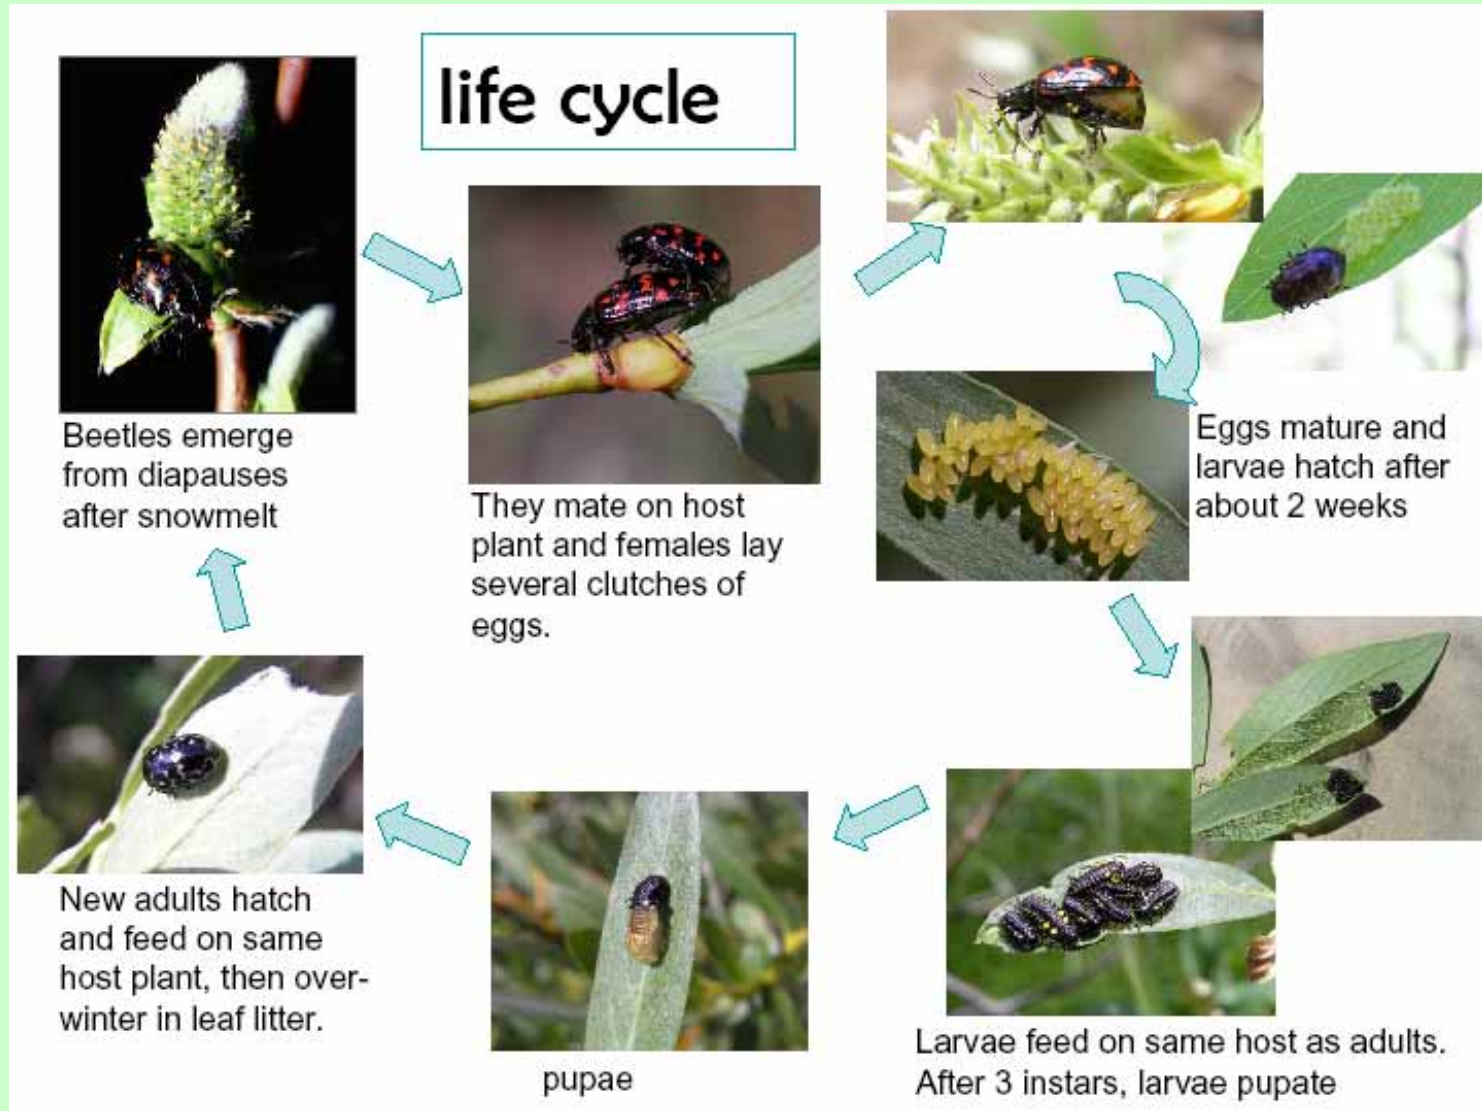 life cycle
Beetles emerge
from diapauses
after snowmelt
They mate on host
plant and females lay
several clutches of
eggs.
Eggs mature and
larvae hatch after
about 2 weeks
Larvae feed on same host as adults.
After 3 instars, larvae pupate
pupae
New adults hatch
and feed on same
host plant, then over-
winter in leaf litter.